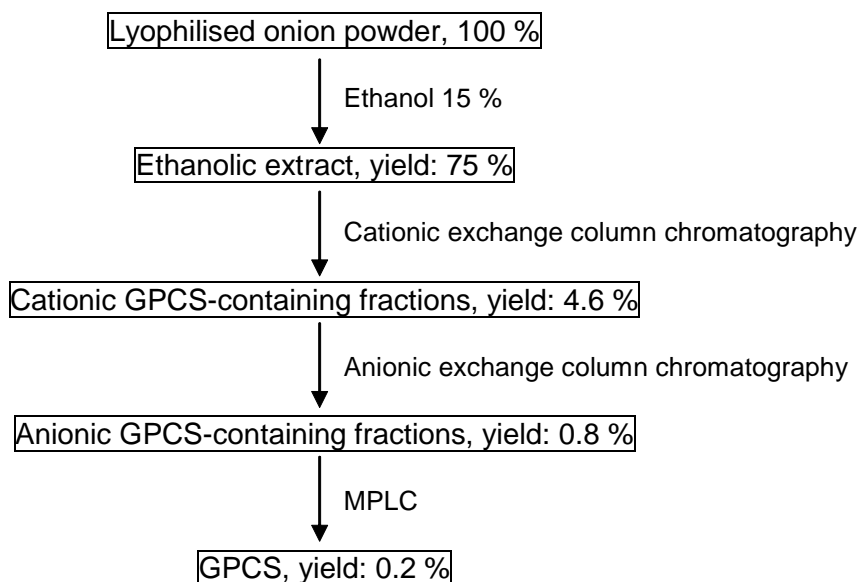 Lyophilised onion powder, 100 %
Ethanol 15 %
Ethanolic extract, yield: 75 %
Cationic exchange column chromatography
Cationic GPCS-containing fractions, yield: 4.6 %
Anionic exchange column chromatography
Anionic GPCS-containing fractions, yield: 0.8 %
MPLC
GPCS, yield: 0.2 %